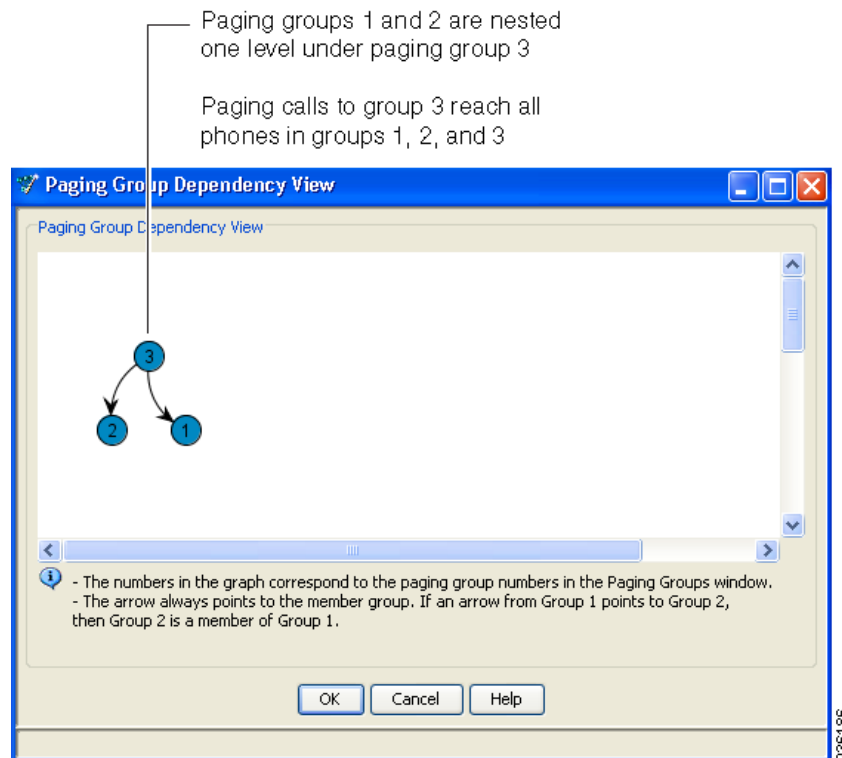 Paging groups 1 and 2 are nested
one level under paging group 3
Paging calls to group 3 reach all
phones in groups 1, 2, and 3
Paging Group Dependency View
Paging Group Dependency View
3
2
1
- The numbers in the graph correspond to the paging group numbers in the Paging Groups window.
- The arrow always points to the member group. If an arrow from Group 1 points to Group 2,
then Group 2 is a member of Group 1.
OK
Cancel
Help